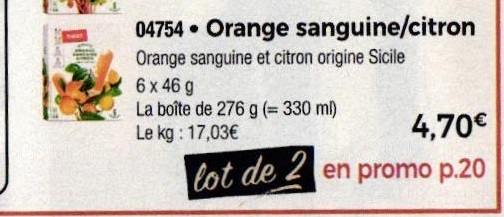 04754 • Orange sanguine/citron
Orange sanguine et citron origine Sicile
6 x 46 g
La boîte de 276 g (= 330 ml)
Le kg : 17,03€
4,70€
lot de 2 en promo p.20